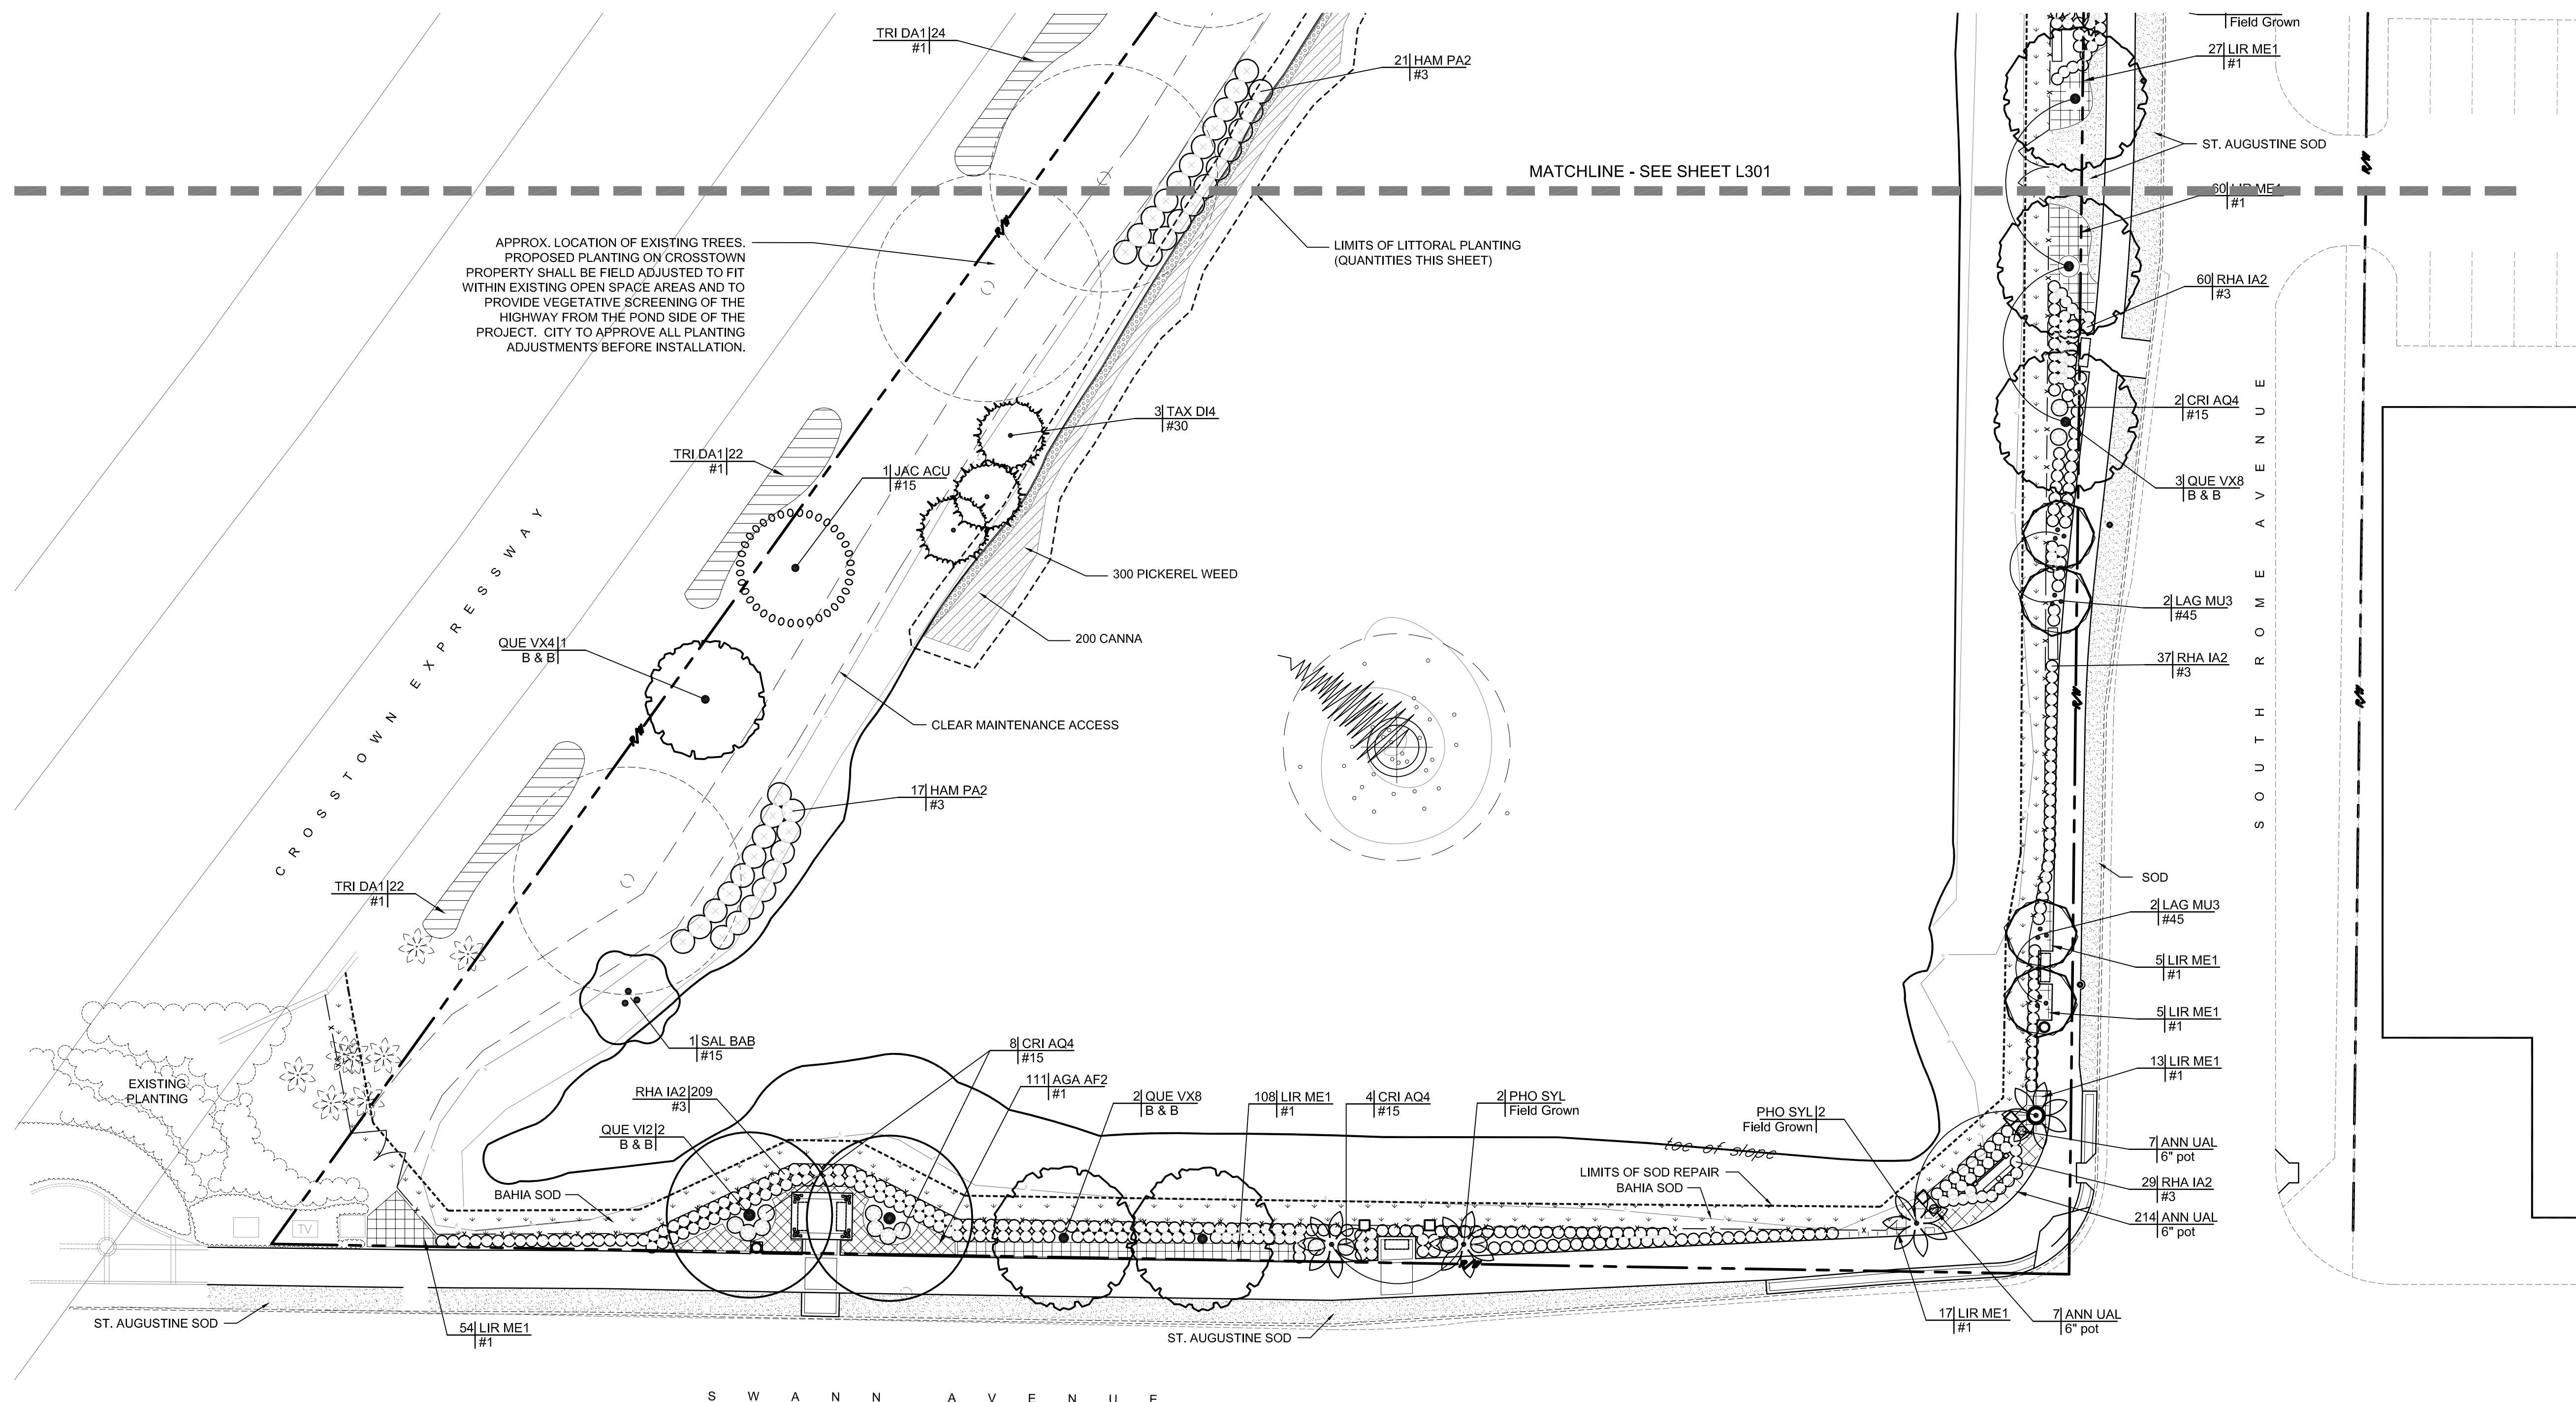 TRI DA1 24
#1
21 HAM PA2
#3
Field Grown
27 LIR ME1
#1
ST. AUGUSTINE SOD
MATCHLINE - SEE SHEET L301
60 LIR ME1
#1
APPROX. LOCATION OF EXISTING TREES.
PROPOSED PLANTING ON CROSSTOWN
PROPERTY SHALL BE FIELD ADJUSTED TO FIT
WITHIN EXISTING OPEN SPACE AREAS AND TO
PROVIDE VEGETATIVE SCREENING OF THE
HIGHWAY FROM THE POND SIDE OF THE
PROJECT. CITY TO APPROVE ALL PLANTING
ADJUSTMENTS BEFORE INSTALLATION.
LIMITS OF LITTORAL PLANTING
(QUANTITIES THIS SHEET)
60 RHA IA2
#3
3 TAX DI4
#30
2 CRI AQ4
#15
TRI DA1 22
#1
1 JAC ACU
#15
3 QUE VX8
B & B
CROSSTOWN EXPRESSWAY
SOUTH ROME AVENUE
300 PICKEREL WEED
200 CANNA
2 LAG MU3
#45
QUE VX4 1
B & B
37 RHA IA2
#3
CLEAR MAINTENANCE ACCESS
17 HAM PA2
#3
TRI DA1 22
#1
SOD
2 LAG MU3
#45
5 LIR ME1
#1
5 LIR ME1
#1
1 SAL BAB
#15
8 CRI AQ4
#15
13 LIR ME1
#1
EXISTING
PLANTING
RHA IA2 209
#3
111 AGA AF2
#1
2 QUE VX8
B & B
108 LIR ME1
#1
4 CRI AQ4
#15
2 PHO SYL
Field Grown
PHO SYL 2
Field Grown
QUE VI2 2
B & B
toe of slope
7 ANN UAL
6" pot
LIMITS OF SOD REPAIR
BAHIA SOD
BAHIA SOD
29 RHA IA2
#3
214 ANN UAL
6" pot
TV
ST. AUGUSTINE SOD
54 LIR ME1
#1
ST. AUGUSTINE SOD
17 LIR ME1
#1
7 ANN UAL
6" pot
SWANN AVENUE